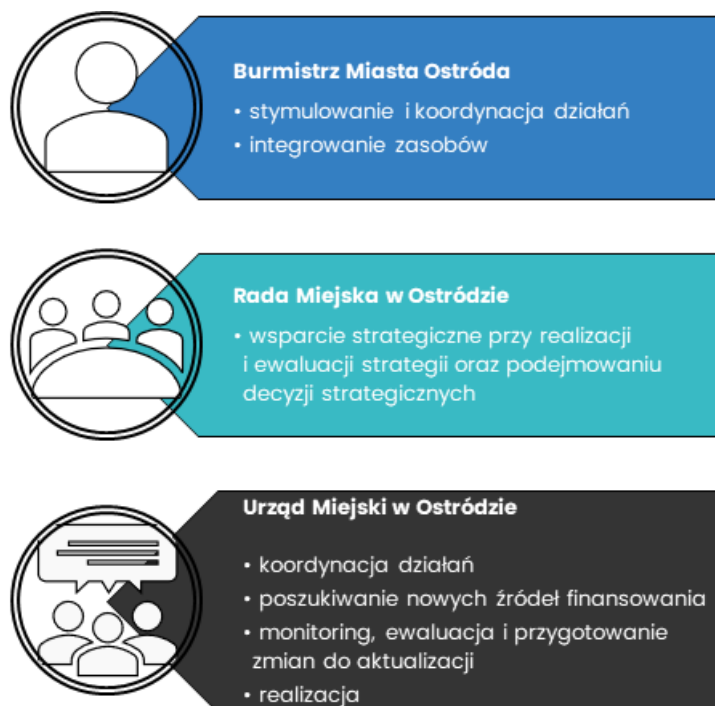 Burmistrz Miasta Ostróda
• stymulowanie i koordynacja działań
• integrowanie zasobów
Rada Miejska w Ostródzie
• wsparcie strategiczne przy realizacji
i ewaluacji strategii oraz podejmowaniu
decyzji strategicznych
Urząd Miejski w Ostródzie
• koordynacja działań
• poszukiwanie nowych źródeł finansowania
• monitoring, ewaluacja i przygotowanie
zmian do aktualizacji
• realizacja